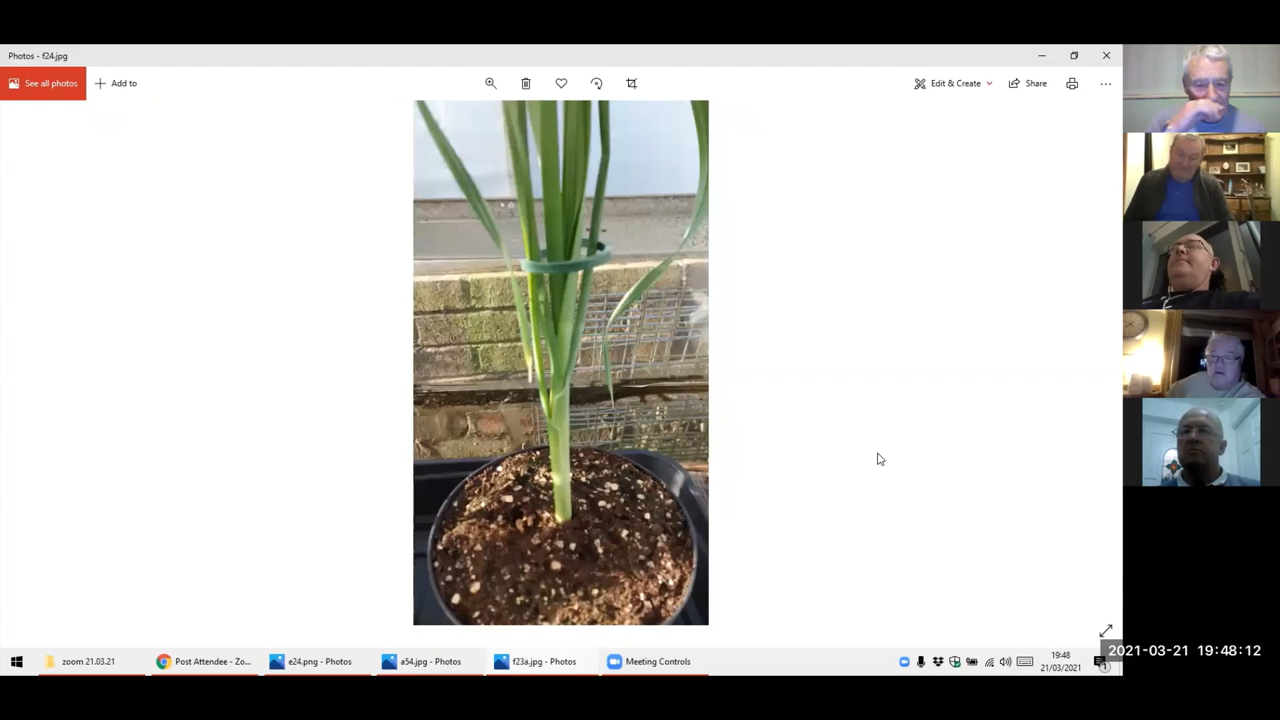 Photos - f24.jpg
See all photos
Add to
Edit & Create
Share
zoom 21.03.21
Post Attendee - Zo...
e24.png - Photos
a54.jpg - Photos
f23a.jpg - Photos
Meeting Controls
19:48
21/03/2021
1
2021-03-21 19:48:12